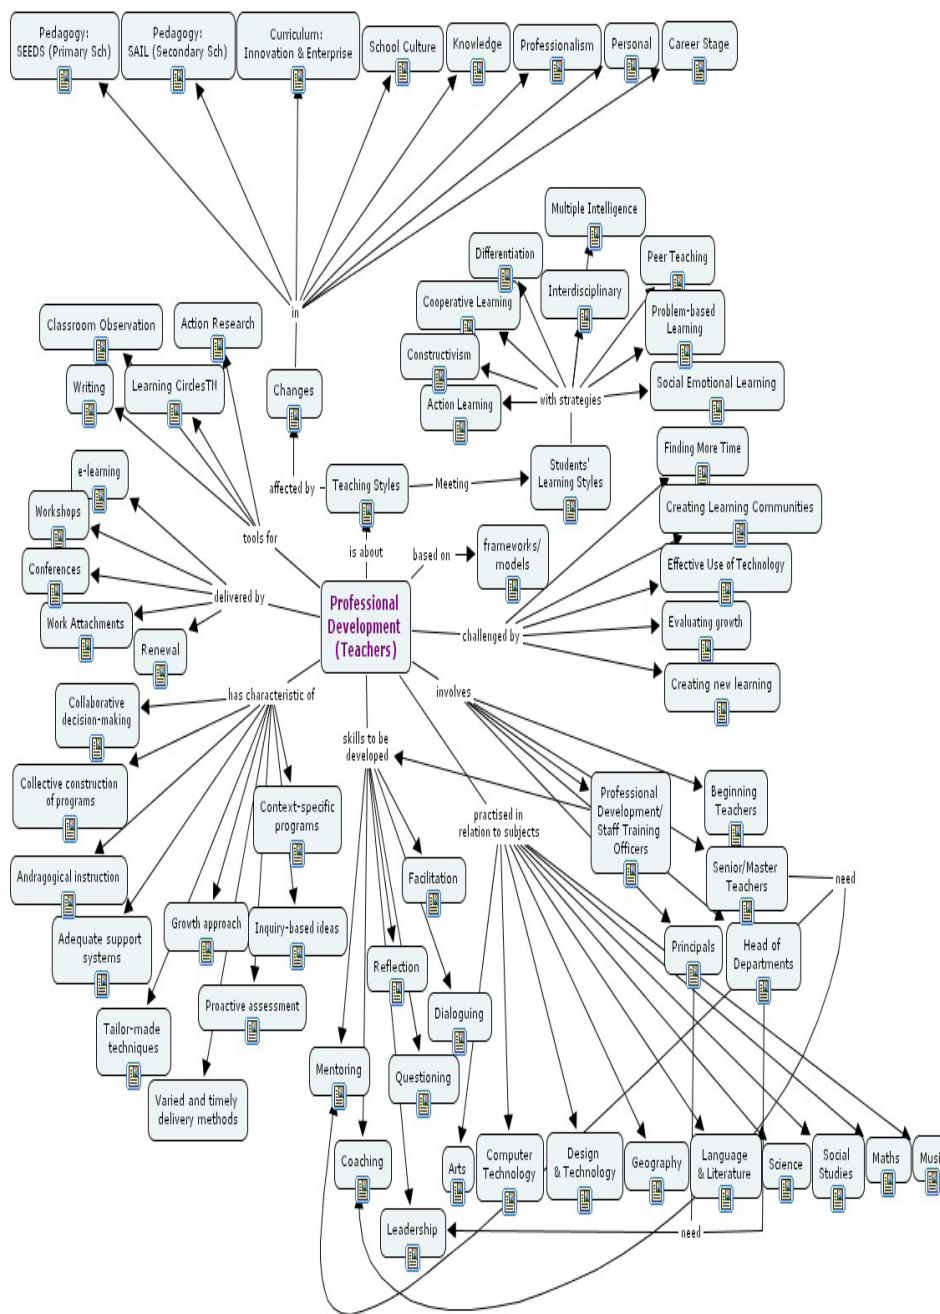 Pedagogy:
SEEDS (Primary Sch)
Pedagogy:
SAIL (Secondary Sch)
Curriculum:
Innovation & Enterprise
School Culture
Knowledge
Professionalism
Personal
Career Stage
in
Multiple Intelligence
Differentiation
Interdisciplinary
Peer Teaching
Cooperative Learning
Problem-based
Learning
Constructivism
Social Emotional Learning
Action Learning
with strategies
Classroom Observation
Action Research
Writing
Learning CirclesTN
Changes
affected by
Teaching Styles
Meeting
Students'
Learning Styles
Finding More Time
e-learning
Workshops
Conferences
Work Attachments
Renewal
tools for
delivered by
is about
based on
frameworks/
models
Creating Learning Communities
Effective Use of Technology
Evaluating growth
Creating new learning
challenged by
Professional
Development
(Teachers)
has characteristic of
involves
Collaborative
decision-making
Collective construction
of programs
Andragogical instruction
Adequate support
systems
Tailor-made
techniques
Varied and timely
delivery methods
Growth approach
Proactive assessment
Context-specific
programs
Inquiry-based ideas
skills to be
developed
Facilitation
Reflection
Dialoguing
Questioning
Mentoring
Coaching
Leadership
practised in
relation to subjects
Professional
Development/
Staff Training
Officers
Beginning
Teachers
Senior/Master
Teachers
need
Principals
Head of
Departments
Arts
Computer
Technology
Design
& Technology
Geography
Language
& Literature
Science
Social
Studies
Maths
Musi
need